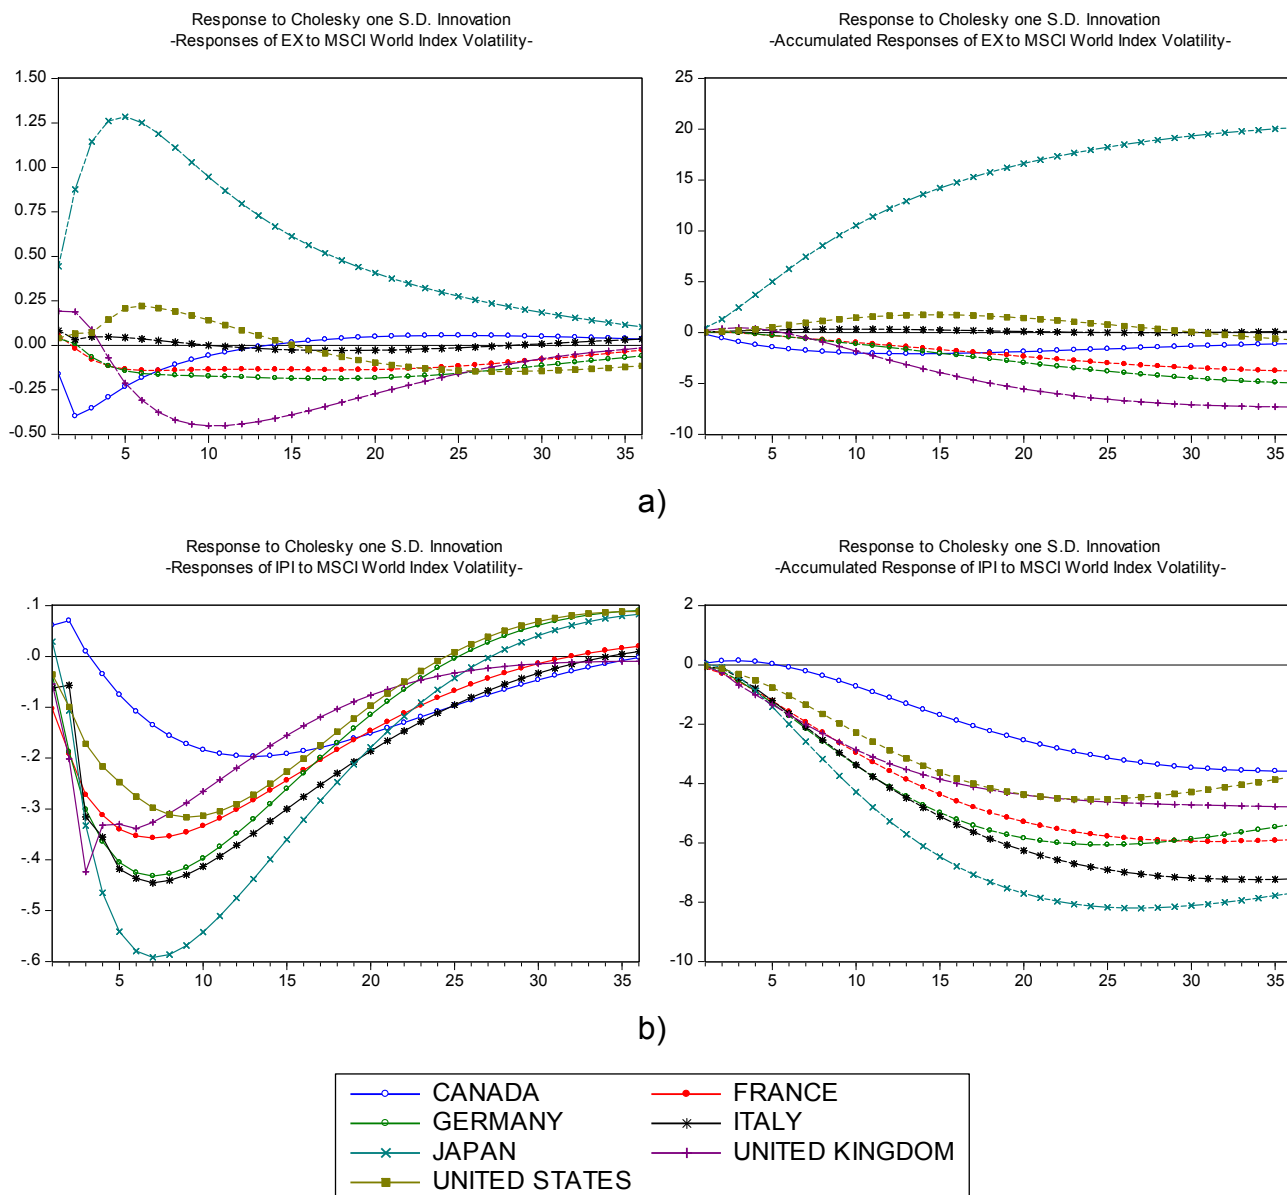 Response to Cholesky one S.D. Innovation
-Responses of EX to MSCI World Index Volatility-
1.50
1.25
1.00
0.75
0.50
0.25
0.00
-0.25
-0.50
5 10 15 20 25 30 35
Response to Cholesky one S.D. Innovation
-Accumulated Responses of EX to MSCI World Index Volatility-
25
20
15
10
5
0
-5
-10
5 10 15 20 25 30 35
a)
Response to Cholesky one S.D. Innovation
-Responses of IPI to MSCI World Index Volatility-
.1
.0
-.1
-.2
-.3
-.4
-.5
-.6
5 10 15 20 25 30 35
Response to Cholesky one S.D. Innovation
-Accumulated Response of IPI to MSCI World Index Volatility-
2
0
-2
-4
-6
-8
-10
5 10 15 20 25 30 35
b)
CANADA FRANCE
GERMANY ITALY
JAPAN UNITED KINGDOM
UNITED STATES